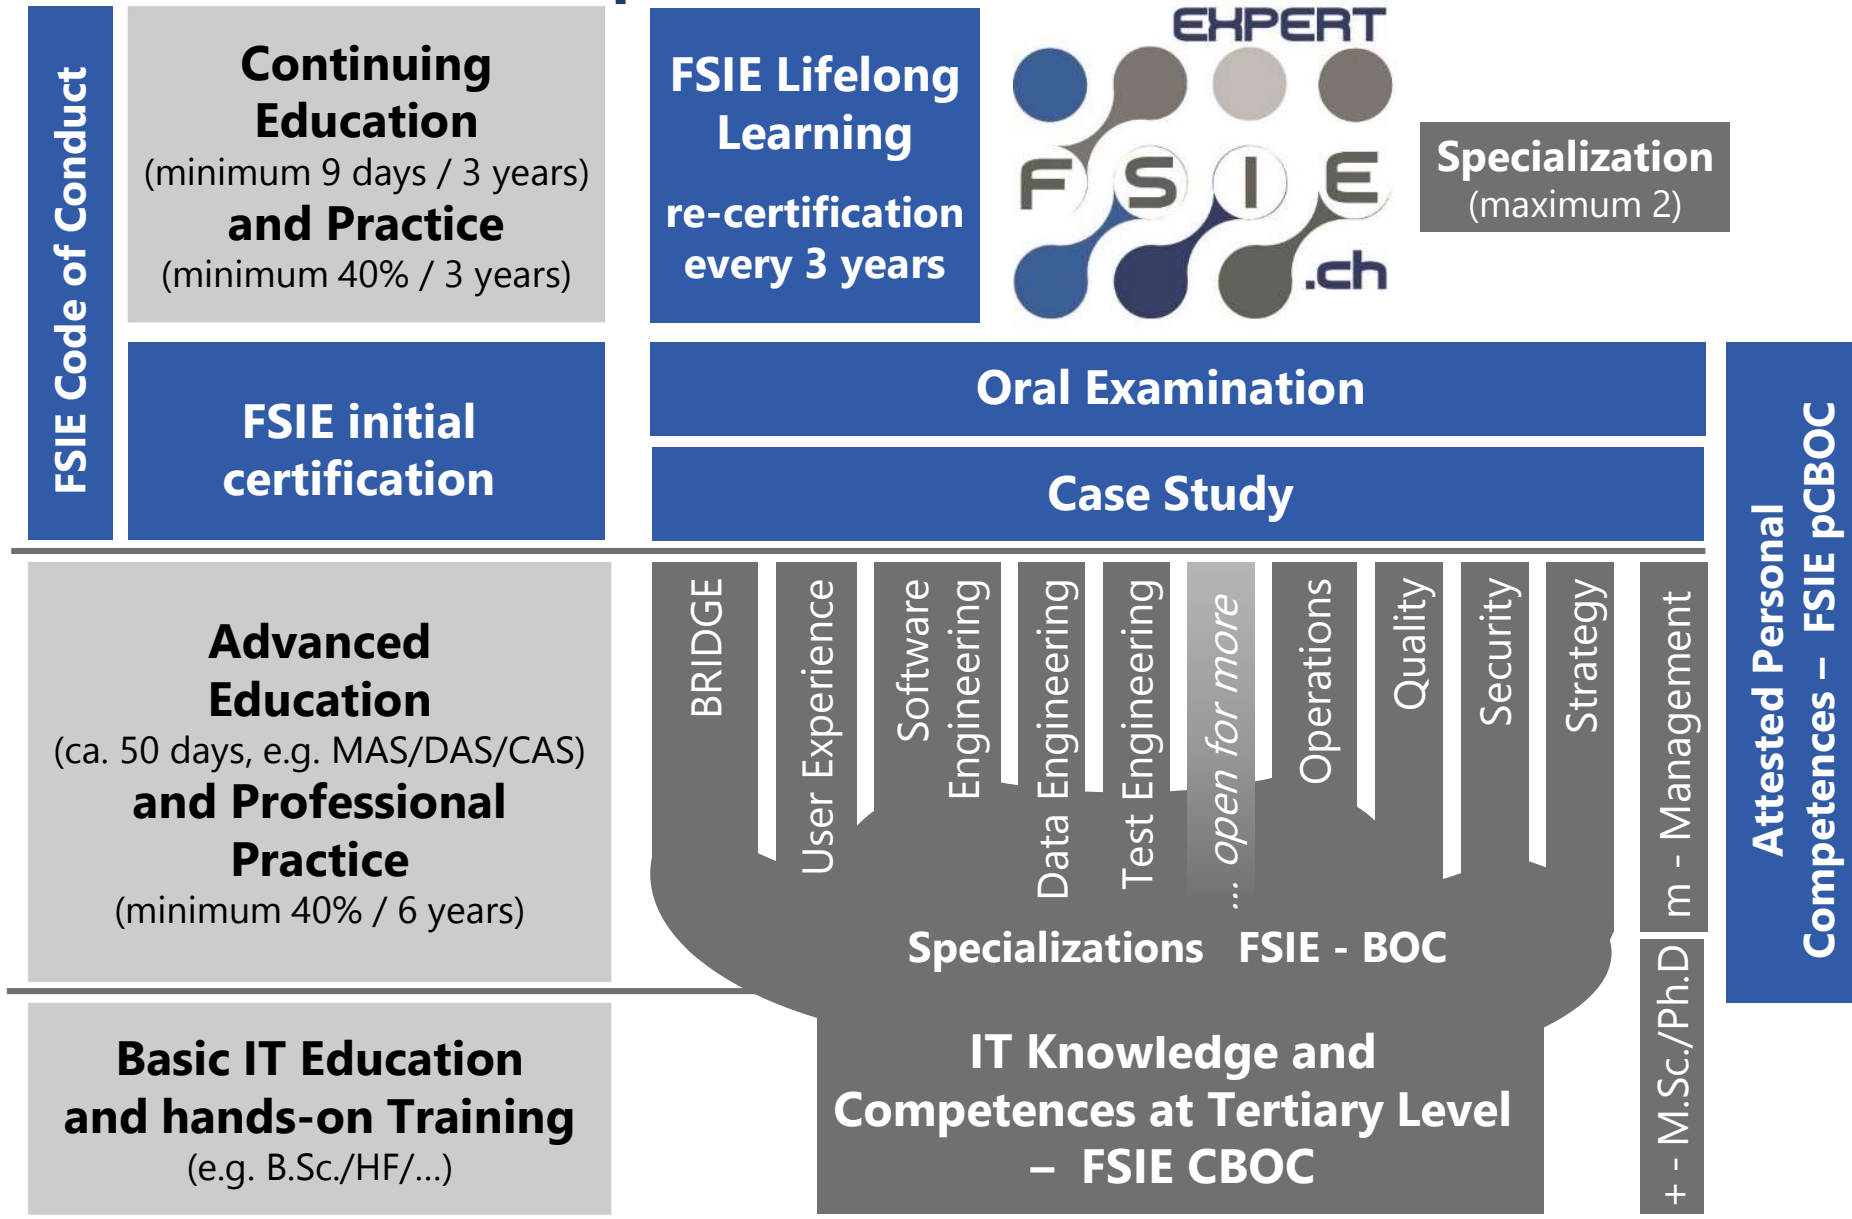 FSIE Code of Conduct
Continuing
Education
(minimum 9 days / 3 years)
and Practice
(minimum 40% / 3 years)
FSIE Lifelong
Learning
re-certification
every 3 years
EXPERT
FSIE
.ch
Specialization
(maximum 2)
FSIE initial
certification
Oral Examination
Case Study
Attested Personal
Competences – FSIE pCBOC
Advanced
Education
(ca. 50 days, e.g. MAS/DAS/CAS)
and Professional
Practice
(minimum 40% / 6 years)
BRIDGE
User Experience
Software
Engineering
Data Engineering
Test Engineering
... open for more
Operations
Quality
Security
Strategy
m - Management
Specializations FSIE - BOC
Basic IT Education
and hands-on Training
(e.g. B.Sc./HF/...)
IT Knowledge and
Competences at Tertiary Level
– FSIE CBOC
+ - M.Sc./Ph.D